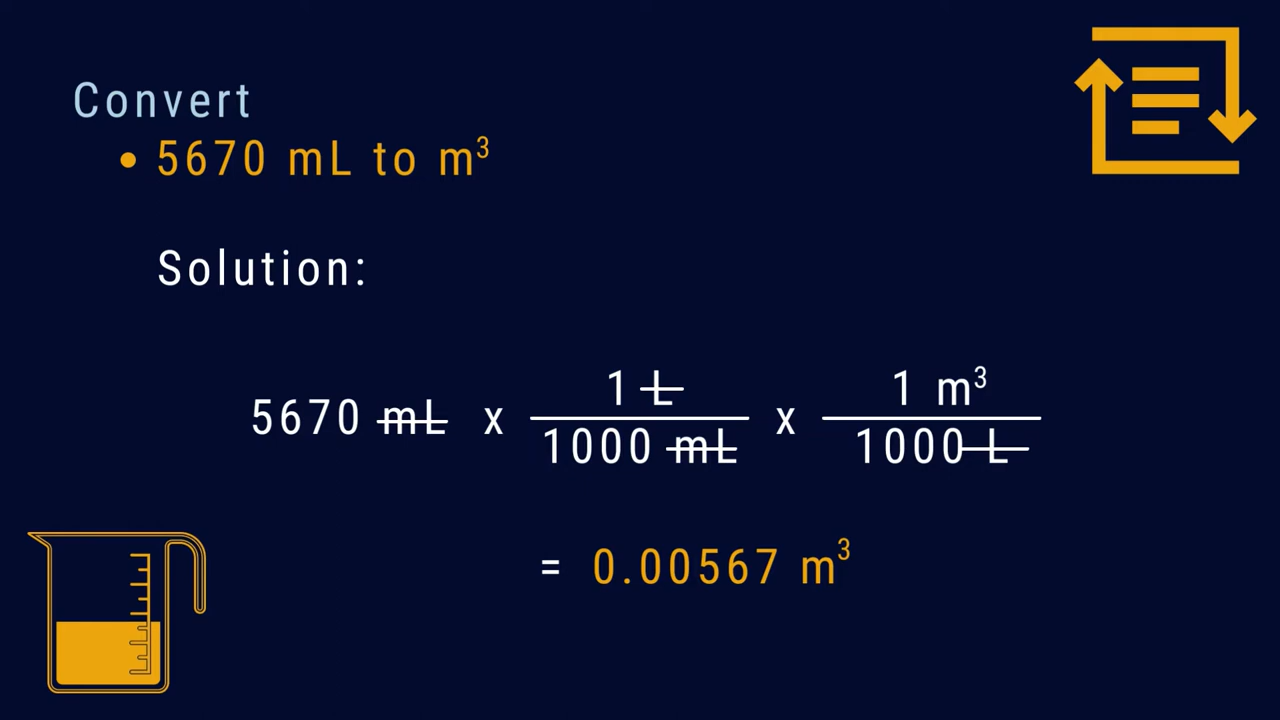 Convert
• 5670 mL to m³
Solution:
5670 mL x 1 L / 1000 mL x 1 m³ / 1000 L
= 0.00567 m³